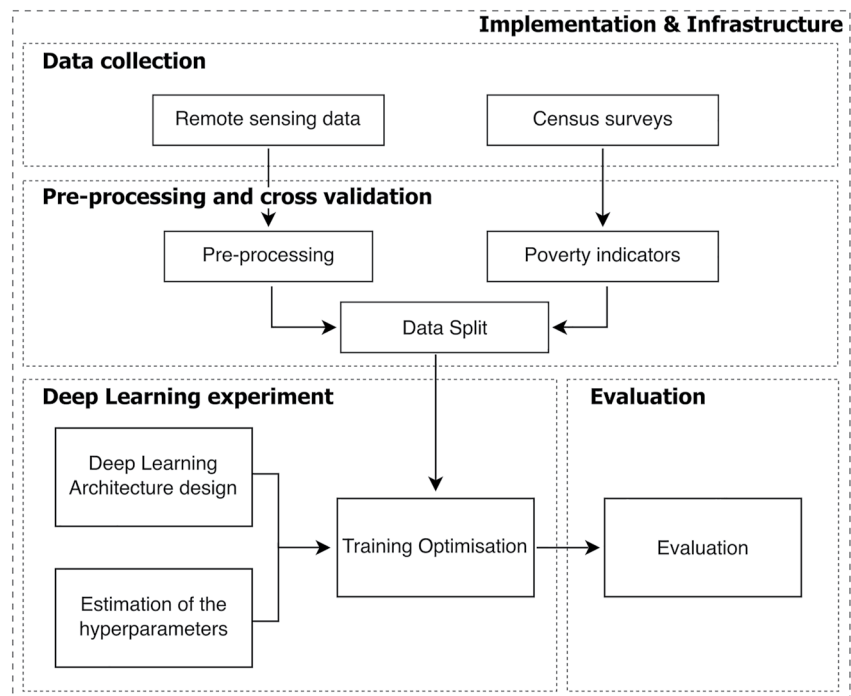 Implementation & Infrastructure
Data collection
Remote sensing data
Census surveys
Pre-processing and cross validation
Pre-processing
Poverty indicators
Data Split
Deep Learning experiment
Evaluation
Deep Learning
Architecture design
Training Optimisation
Evaluation
Estimation of the
hyperparameters